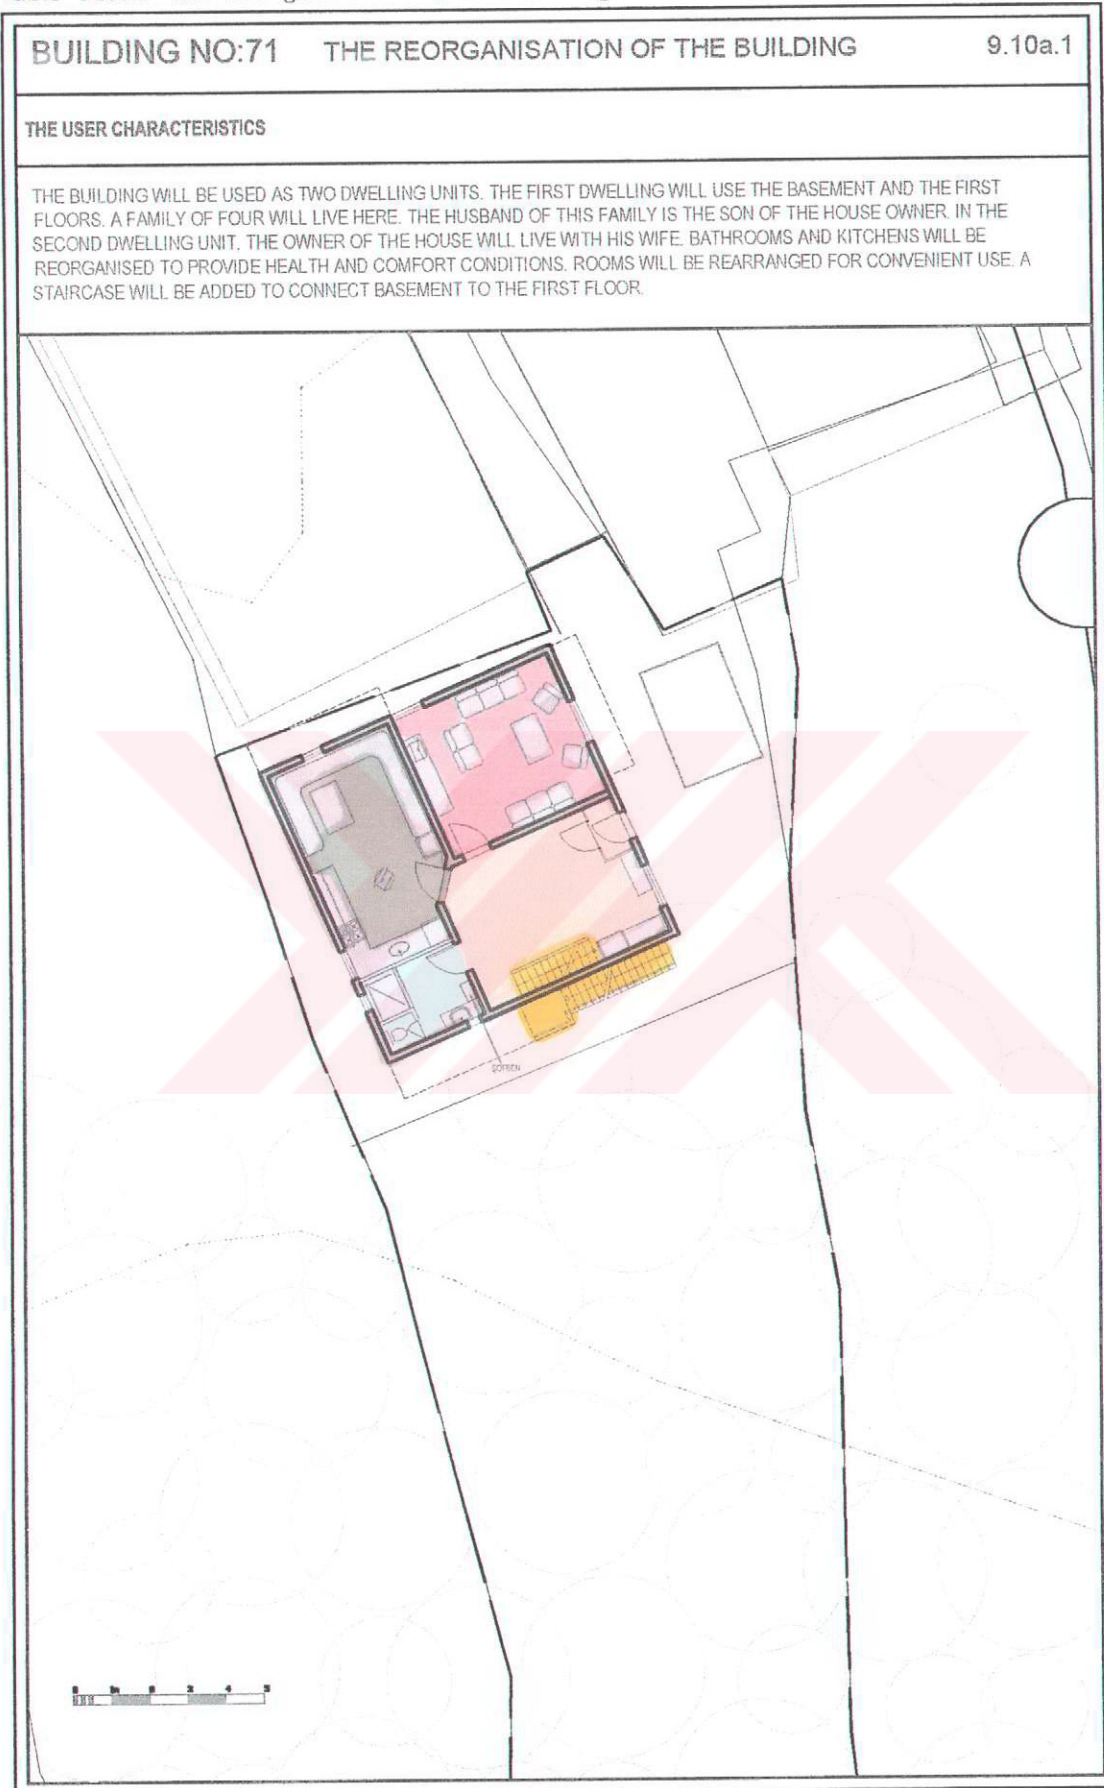 BUILDING NO:71 THE REORGANISATION OF THE BUILDING 9.10a.1
THE USER CHARACTERISTICS
THE BUILDING WILL BE USED AS TWO DWELLING UNITS. THE FIRST DWELLING WILL USE THE BASEMENT AND THE FIRST
FLOORS. A FAMILY OF FOUR WILL LIVE HERE. THE HUSBAND OF THIS FAMILY IS THE SON OF THE HOUSE OWNER. IN THE
SECOND DWELLING UNIT. THE OWNER OF THE HOUSE WILL LIVE WITH HIS WIFE. BATHROOMS AND KITCHENS WILL BE
REORGANISED TO PROVIDE HEALTH AND COMFORT CONDITIONS. ROOMS WILL BE REARRANGED FOR CONVENIENT USE. A
STAIRCASE WILL BE ADDED TO CONNECT BASEMENT TO THE FIRST FLOOR.